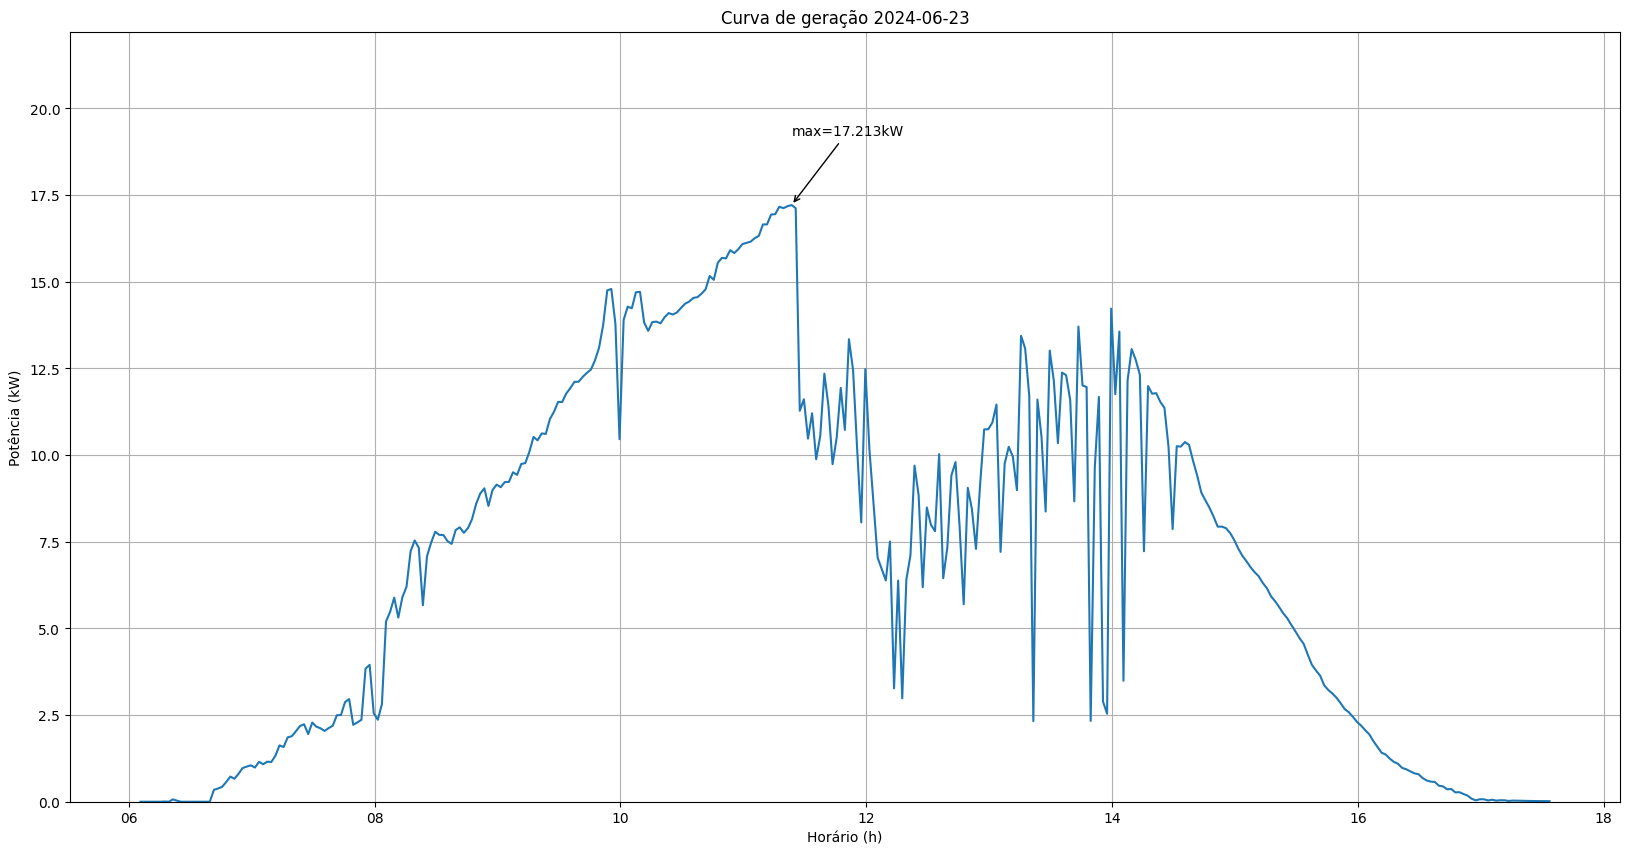 Curva de geração 2024-06-23
max=17.213kW
Potência (kW)
20.0
17.5
15.0
12.5
10.0
7.5
5.0
2.5
0.0
06 08 10 12 14 16 18
Horário (h)